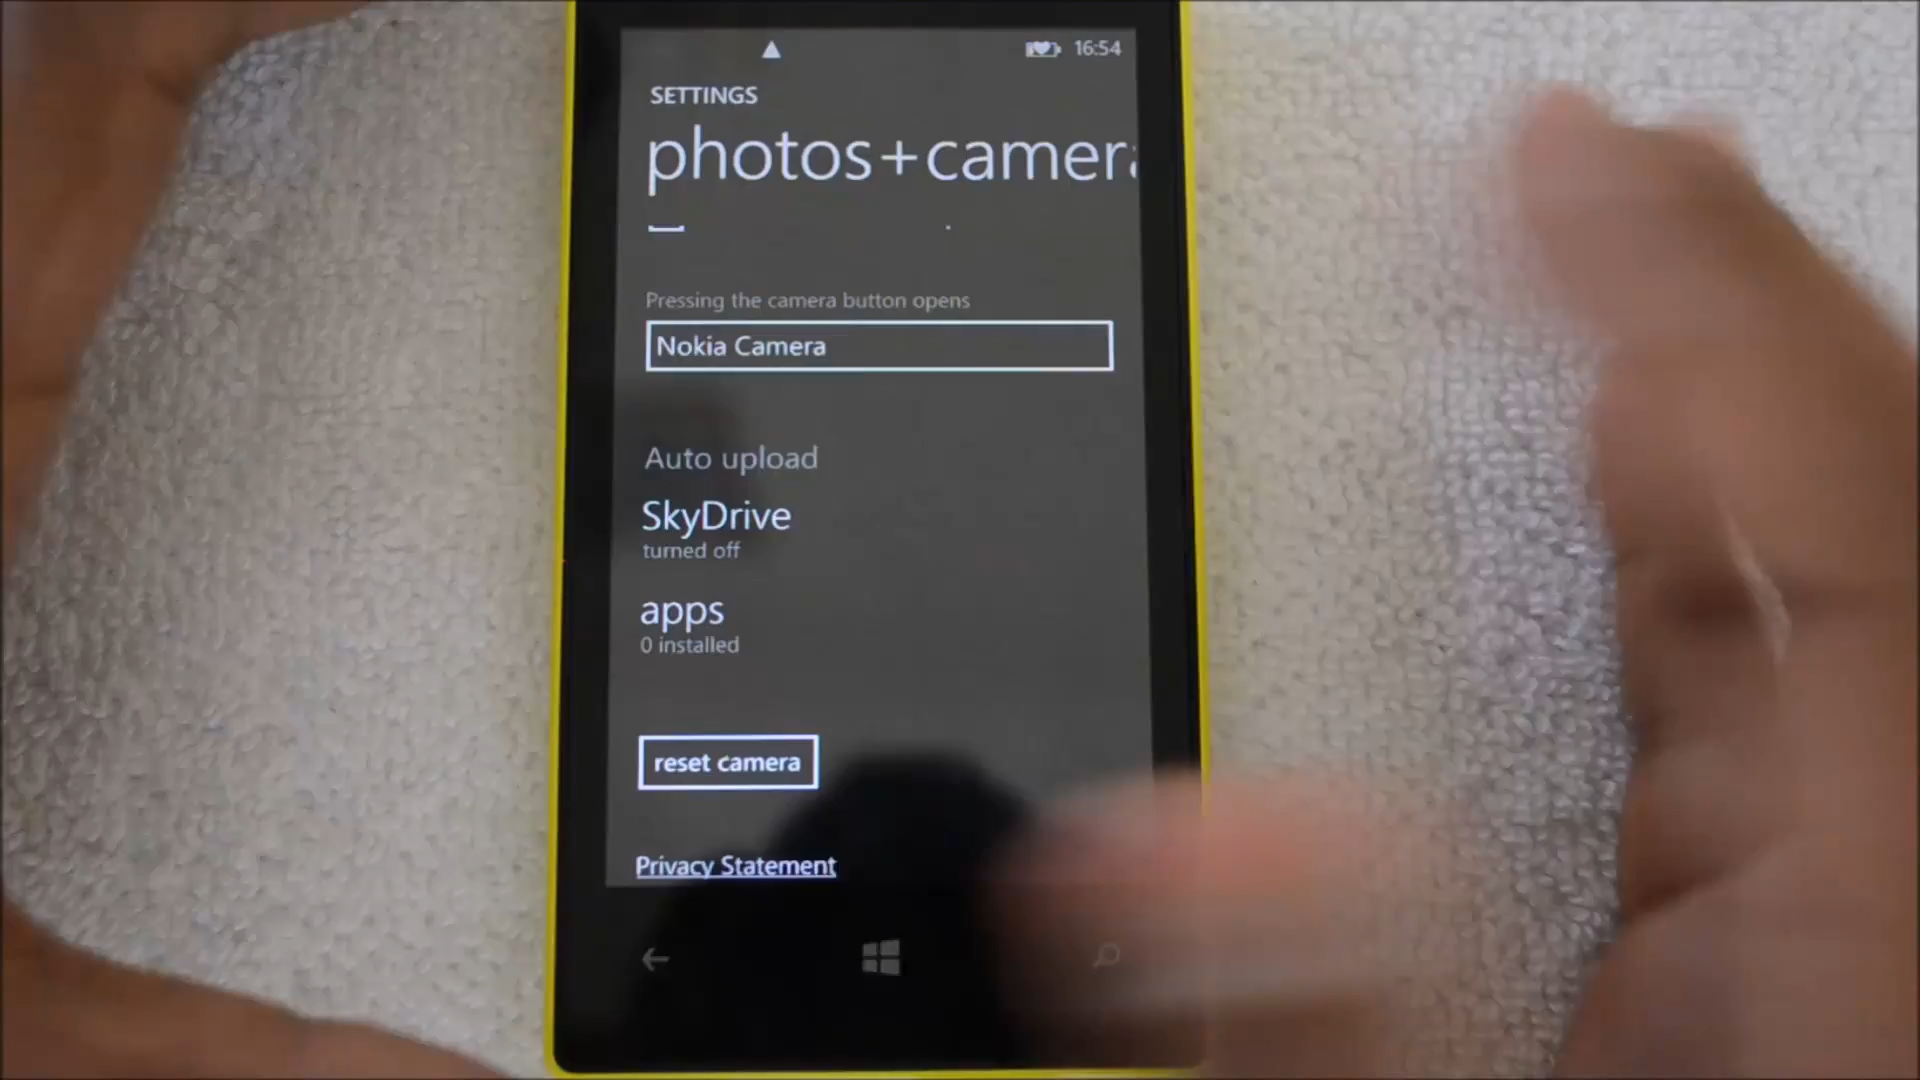 16:54
SETTINGS
photos+camera
Pressing the camera button opens
Nokia Camera
Auto upload
SkyDrive
turned off
apps
0 installed
reset camera
Privacy Statement